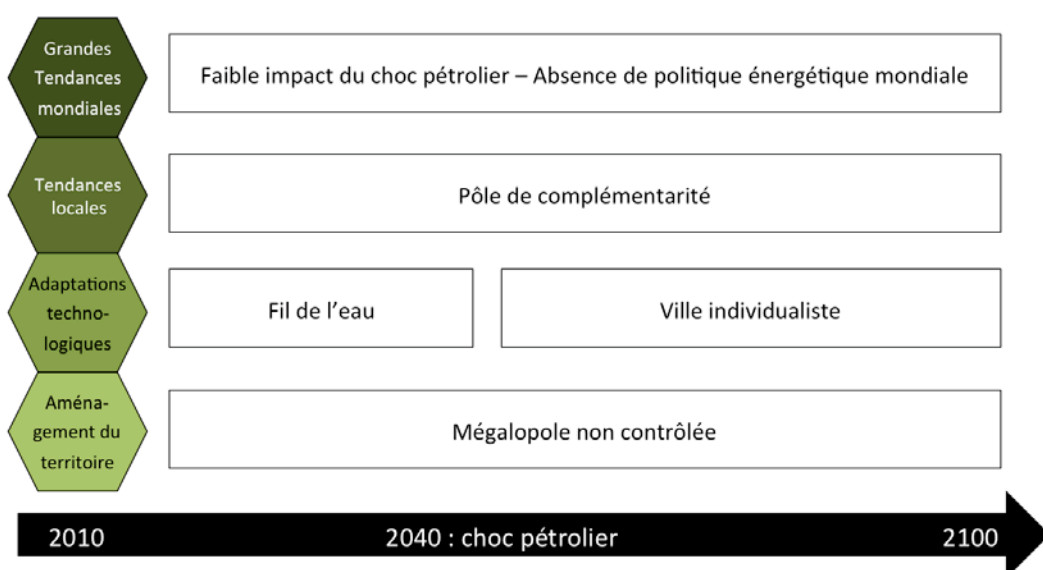 Grandes
Tendances
mondiales
Faible impact du choc pétrolier – Absence de politique énergétique mondiale
Tendances
locales
Pôle de complémentarité
Adaptations
techno-
logiques
Fil de l’eau
Ville individualiste
Aména-
gement du
territoire
Mégalopole non contrôlée
2010
2040 : choc pétrolier
2100